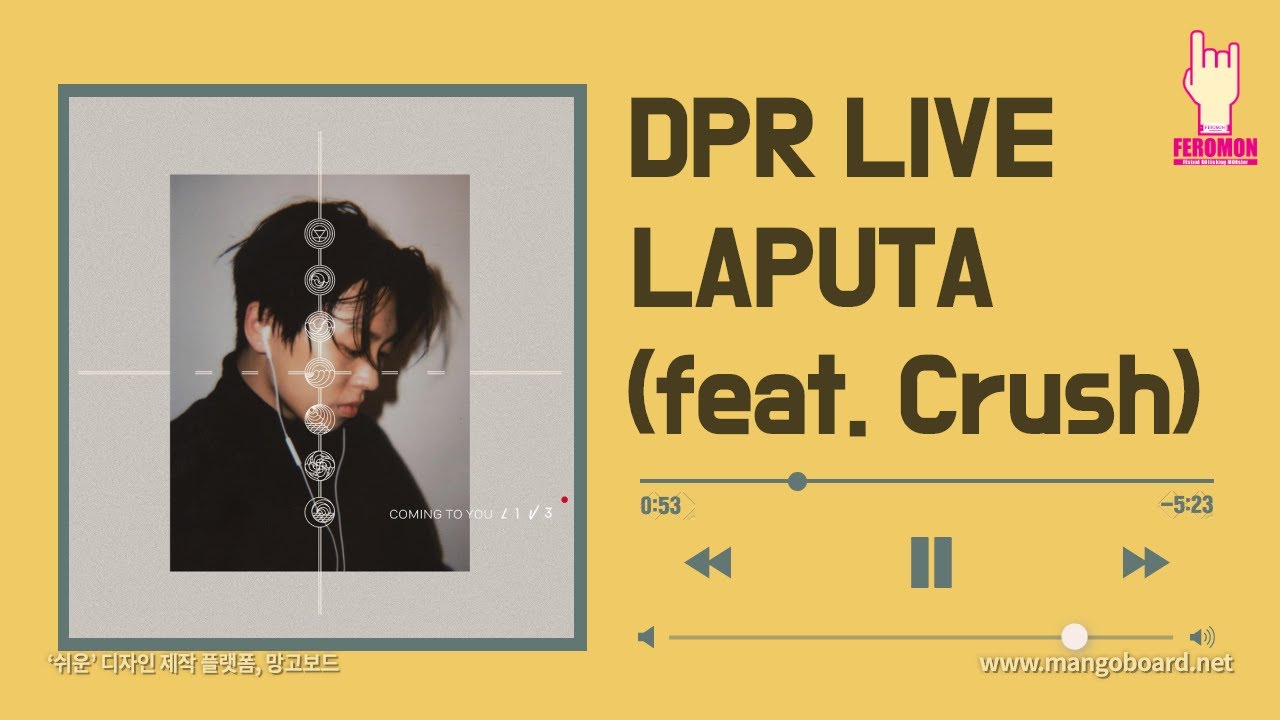 DPR LIVE
LAPUTA
(feat. Crush)
FEROMON
COMING TO YOU L1V3
0:53
−5:23
‘쉬운’ 디자인 제작 플랫폼, 망고보드
www.mangoboard.net